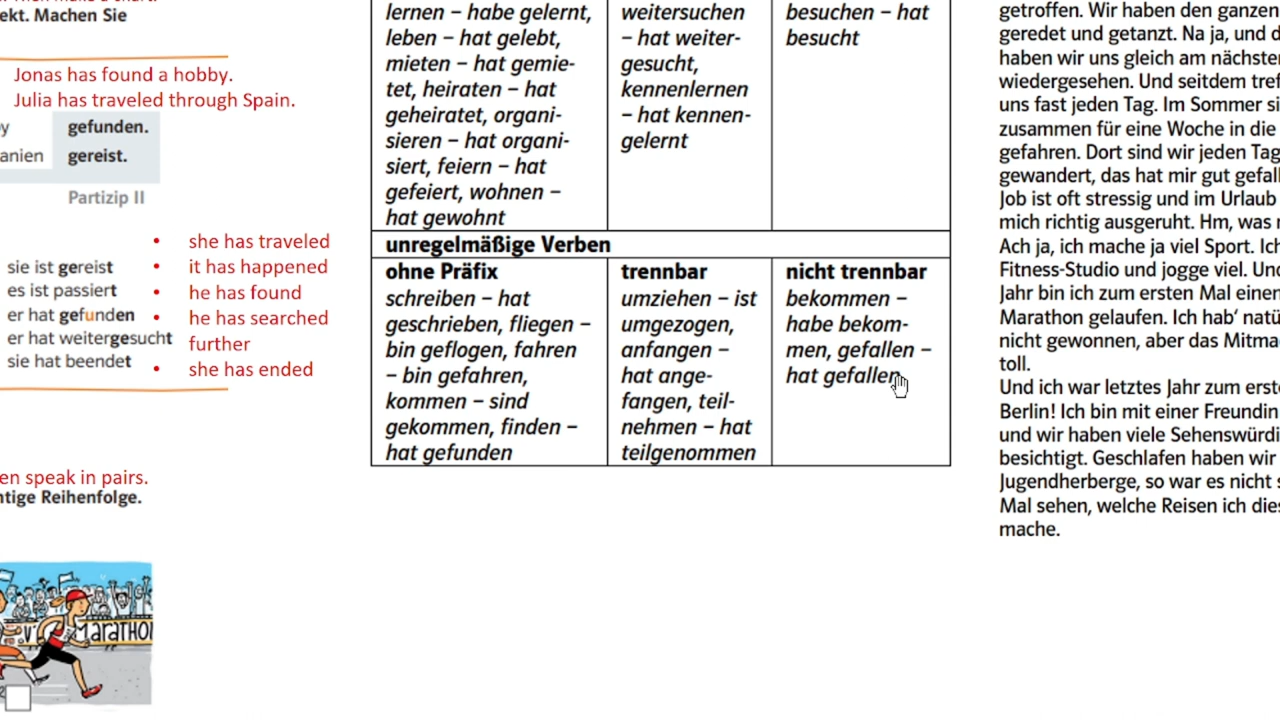 ekt. Machen Sie
Jonas has found a hobby.
Julia has traveled through Spain.
gefunden.
anien gereist.
Partizip II
sie ist gereist
es ist passiert
er hat gefunden
er hat weitergesucht
sie hat beendet
• she has traveled
• it has happened
• he has found
• he has searched
further
• she has ended
en speak in pairs.
htige Reihenfolge.
MARATHON
lernen – habe gelernt,
leben – hat gelebt,
mieten – hat gemie-
tet, heiraten – hat
geheiratet, organi-
sieren – hat organi-
siert, feiern – hat
gefeiert, wohnen –
hat gewohnt
weitersuchen
– hat weiter-
gesucht,
kennenlernen
– hat kennen-
gelernt
besuchen – hat
besucht
unregelmäßige Verben
ohne Präfix
schreiben – hat
geschrieben, fliegen –
bin geflogen, fahren
– bin gefahren,
kommen – sind
gekommen, finden –
hat gefunden
trennbar
umziehen – ist
umgezogen,
anfangen –
hat ange-
fangen, teil-
nehmen – hat
teilgenommen
nicht trennbar
bekommen –
habe bekom-
men, gefallen –
hat gefallen
getroffen. Wir haben den ganzen
geredet und getanzt. Na ja, und d
haben wir uns gleich am nächste
wiedergesehen. Und seitdem tref
uns fast jeden Tag. Im Sommer si
zusammen für eine Woche in die
gefahren. Dort sind wir jeden Tag
gewandert, das hat mir gut gefall
Job ist oft stressig und im Urlaub
mich richtig ausgeruht. Hm, was
Ach ja, ich mache ja viel Sport. Ich
Fitness-Studio und jogge viel. Und
Jahr bin ich zum ersten Mal einen
Marathon gelaufen. Ich hab‘ natü
nicht gewonnen, aber das Mitma
toll.
Und ich war letztes Jahr zum erste
Berlin! Ich bin mit einer Freundin
und wir haben viele Sehenswürdi
besichtigt. Geschlafen haben wir
Jugendherberge, so war es nicht s
Mal sehen, welche Reisen ich dies
mache.